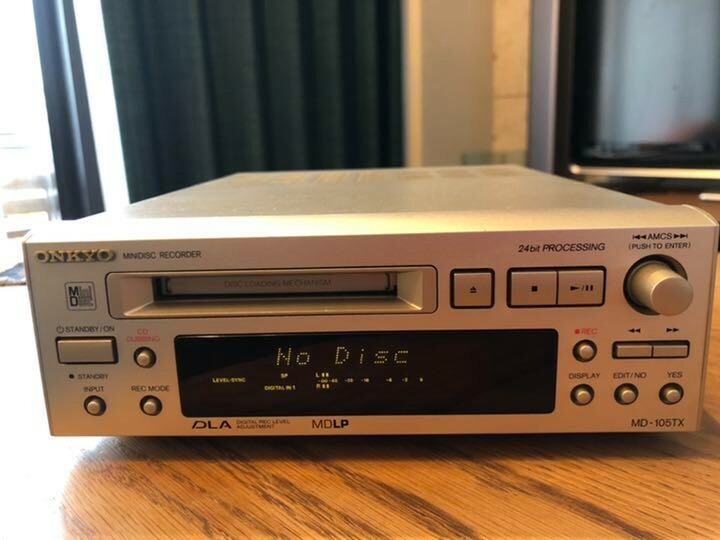 ONKYO MINIDISC RECORDER
24bit PROCESSING
AMCS
(PUSH TO ENTER)
DISC LOADING MECHANISM
STANDBY/ON
CD
DUBBING
STANDBY
INPUT
REC MODE
No Disc
LEVEL-SYNC
SP
DIGITAL IN 1
L
R
REC
DISPLAY
EDIT/NO
YES
DLA DIGITAL REC LEVEL
ADJUSTMENT
MDLP
MD-105TX